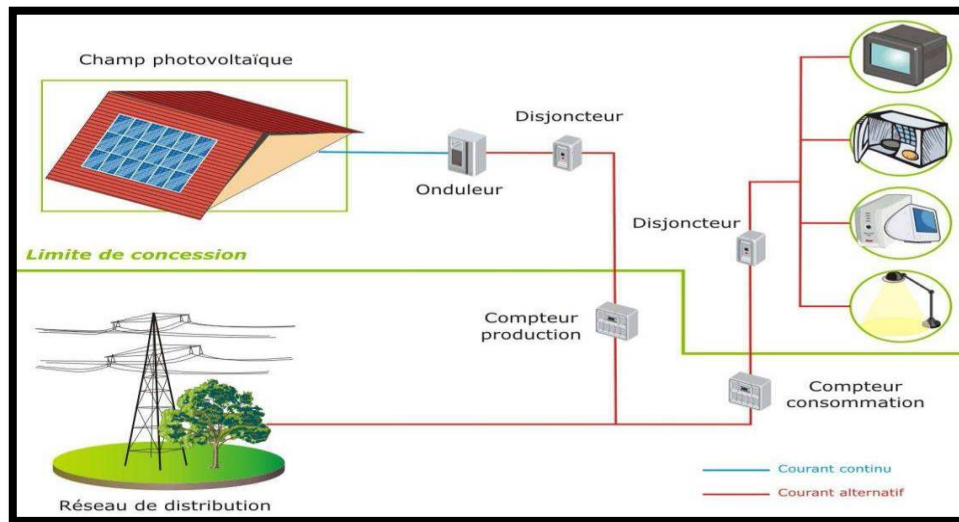 Champ photovoltaïque
Disjoncteur
Onduleur
Disjoncteur
Limite de concession
Compteur
production
Compteur
consommation
Courant continu
Courant alternatif
Réseau de distribution